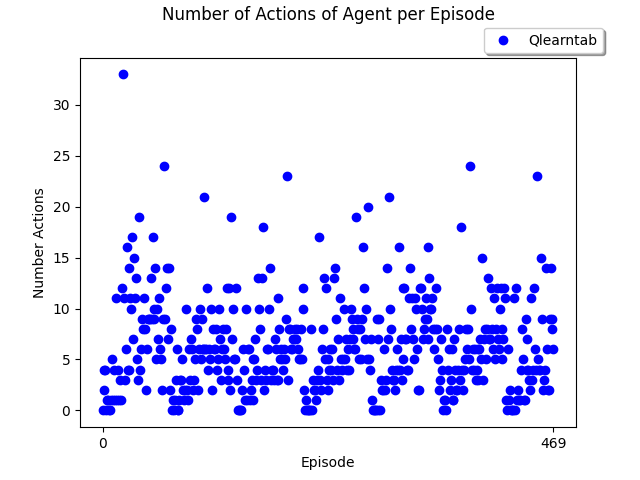 Number of Actions of Agent per Episode
Qlearntab
30
25
20
15
10
5
0
Number Actions
0
469
Episode